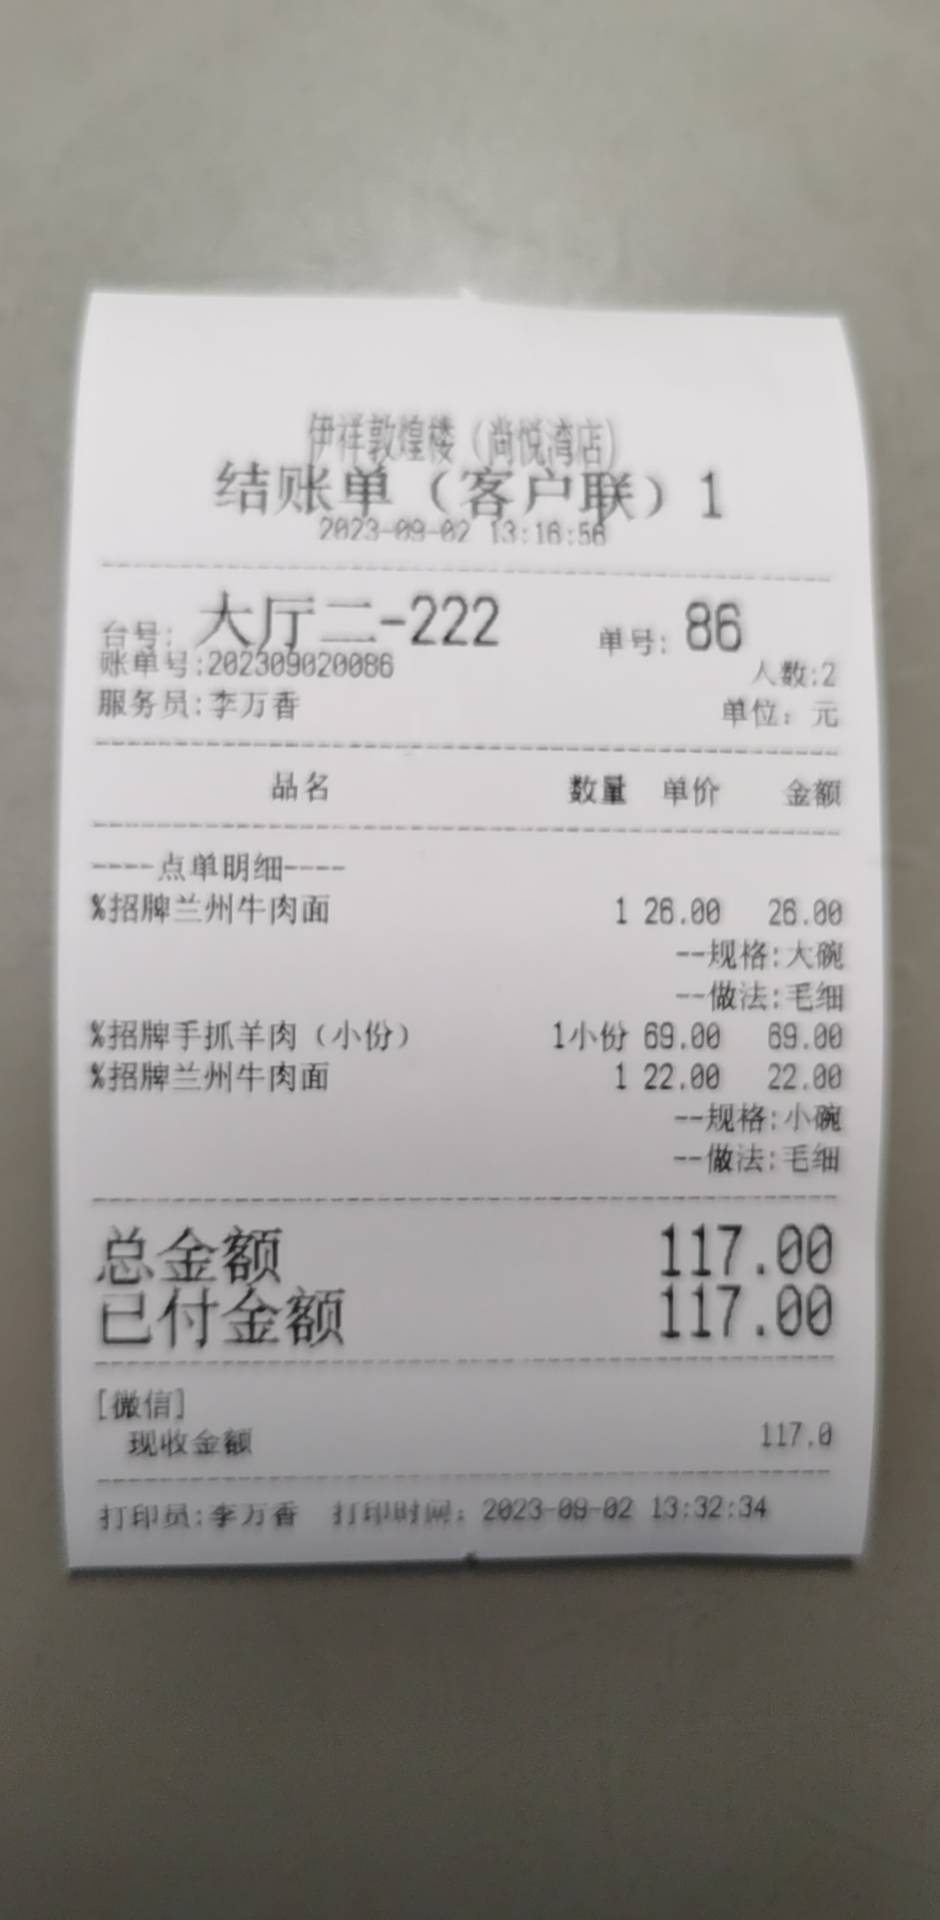 伊祥敦煌楼（尚悦湾店）
结账单（客户联）1
2023-09-02 13:16:56
台号: 大厅二-222 单号: 86
账单号:202309020086 人数:2
服务员:李万香 单位: 元
品名 数量 单价 金额
----点单明细----
%招牌兰州牛肉面 1 26.00 26.00
--规格:大碗
--做法:毛细
%招牌手抓羊肉（小份） 1小份 69.00 69.00
%招牌兰州牛肉面 1 22.00 22.00
--规格:小碗
--做法:毛细
总金额 117.00
已付金额 117.00
[微信]
现收金额 117.0
打印员:李万香 打印时间: 2023-09-02 13:32:34